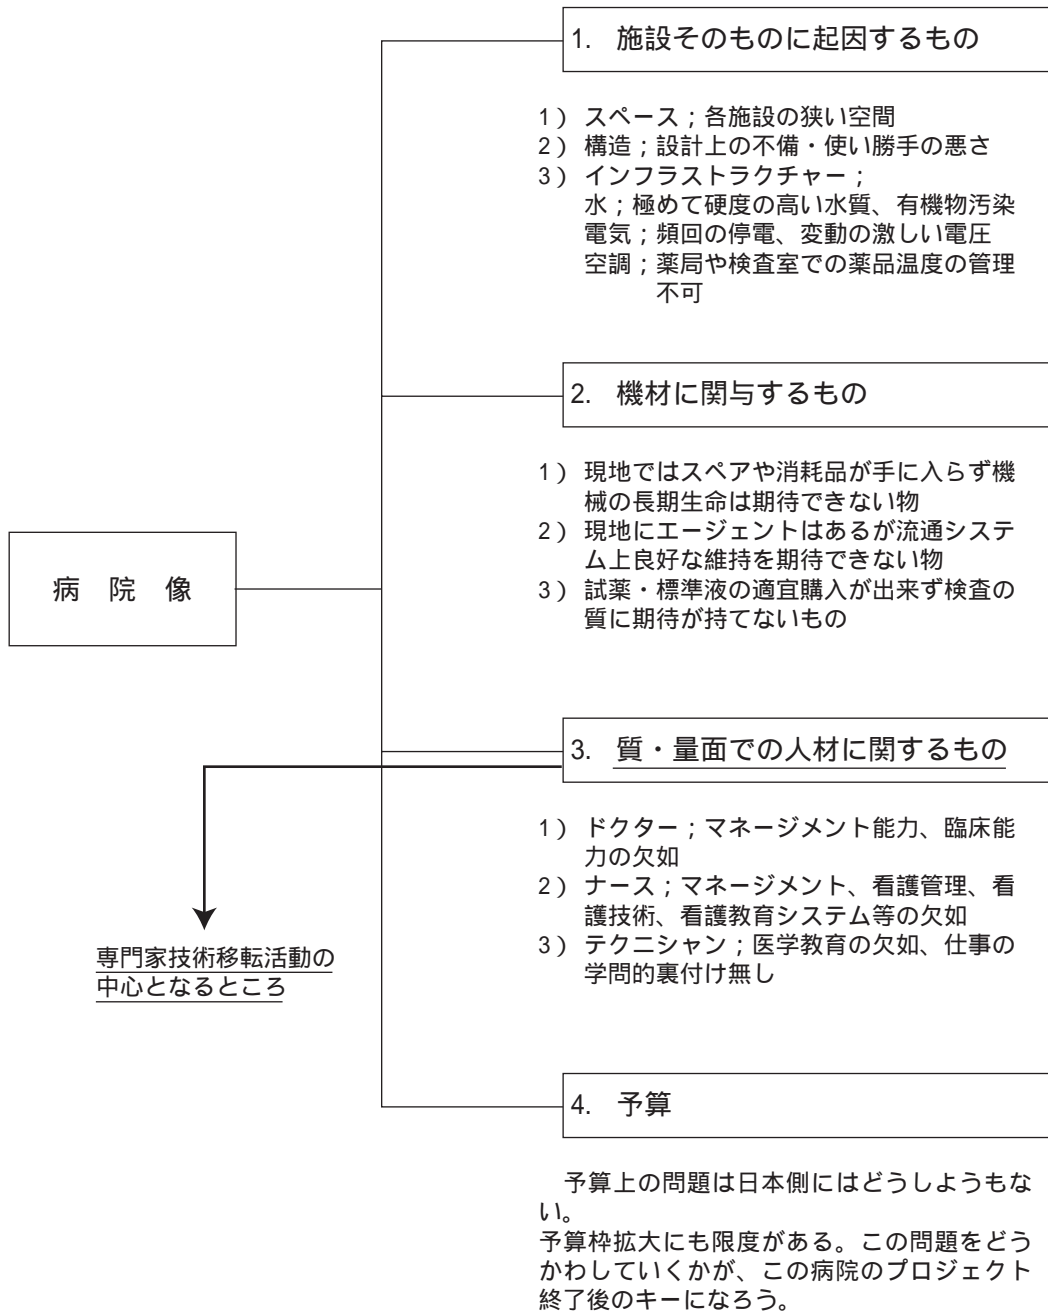 1. 施設そのものに起因するもの
1）スペース；各施設の狭い空間
2）構造；設計上の不備・使い勝手の悪さ
3）インフラストラクチャー；
水；極めて硬度の高い水質、有機物汚染
電気；頻回の停電、変動の激しい電圧
空調；薬局や検査室での薬品温度の管理
不可
2. 機材に関与するもの
1）現地ではスペアや消耗品が手に入らず機
械の長期生命は期待できない物
2）現地にエージェントはあるが流通システ
ム上良好な維持を期待できない物
3）試薬・標準液の適宜購入が出来ず検査の
質に期待が持てないもの
病 院 像
3. 質・量面での人材に関するもの
1）ドクター；マネージメント能力、臨床能
力の欠如
2）ナース；マネージメント、看護管理、看
護技術、看護教育システム等の欠如
3）テクニシャン；医学教育の欠如、仕事の
学問的裏付け無し
専門家技術移転活動の
中心となるところ
4. 予算
予算上の問題は日本側にはどうしようもな
い。
予算枠拡大にも限度がある。この問題をどう
かわしていくかが、この病院のプロジェクト
終了後のキーになろう。